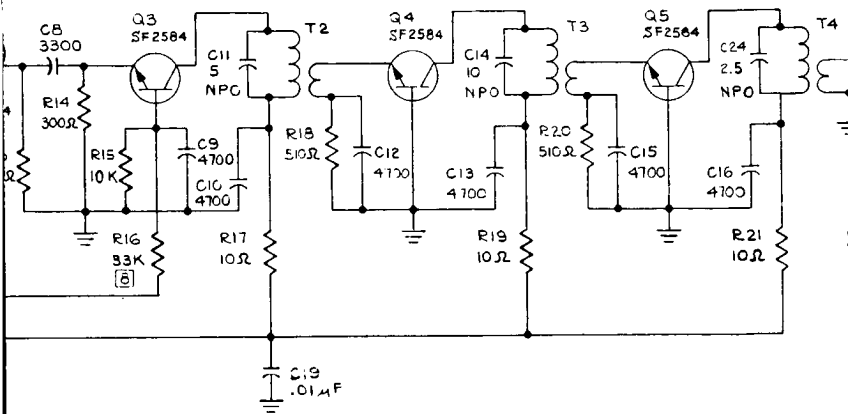 C8
3300
Q3
SF2584
C11
5
NPO
T2
Q4
SF2584
C14
10
NPO
T3
Q5
SF2584
C24
2.5
NPO
T4
R14
300Ω
R15
10K
C9
4700
C10
4700
R18
510Ω
C12
4700
C13
4700
R20
510Ω
C15
4700
C16
4700
R16
33K
8
R17
10Ω
R19
10Ω
R21
10Ω
C19
.01μF